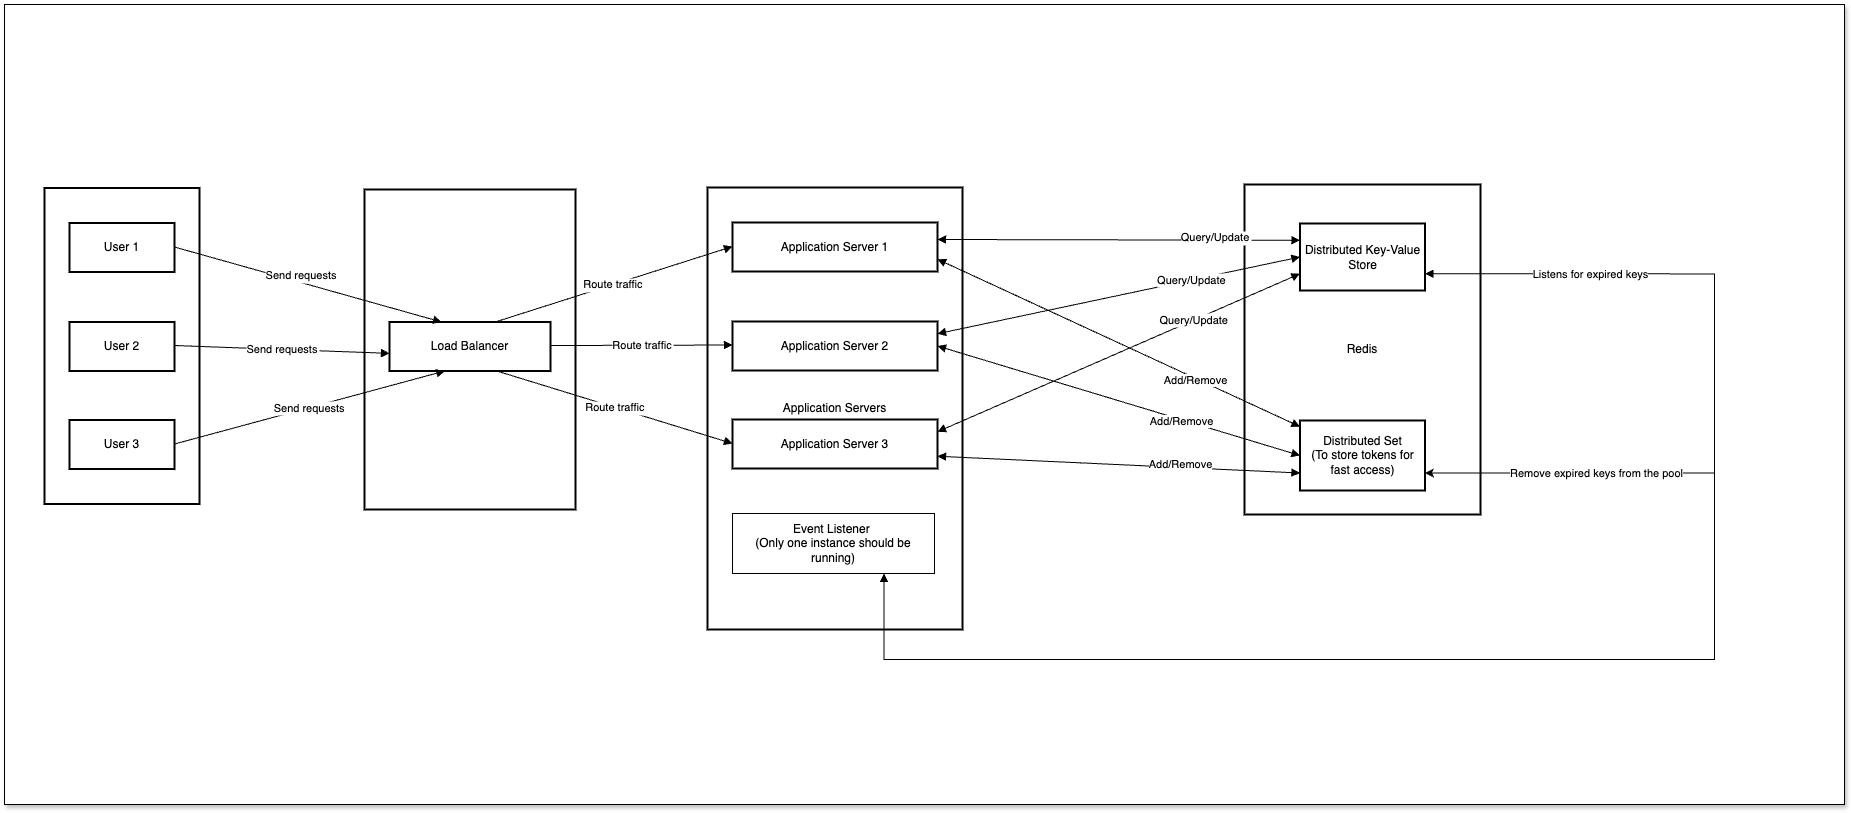 User 1
User 2
User 3
Send requests
Send requests
Send requests
Load Balancer
Route traffic
Route traffic
Route traffic
Application Server 1
Application Server 2
Application Servers
Application Server 3
Event Listener
(Only one instance should be
running)
Query/Update
Query/Update
Query/Update
Add/Remove
Add/Remove
Add/Remove
Distributed Key-Value
Store
Redis
Distributed Set
(To store tokens for
fast access)
Listens for expired keys
Remove expired keys from the pool